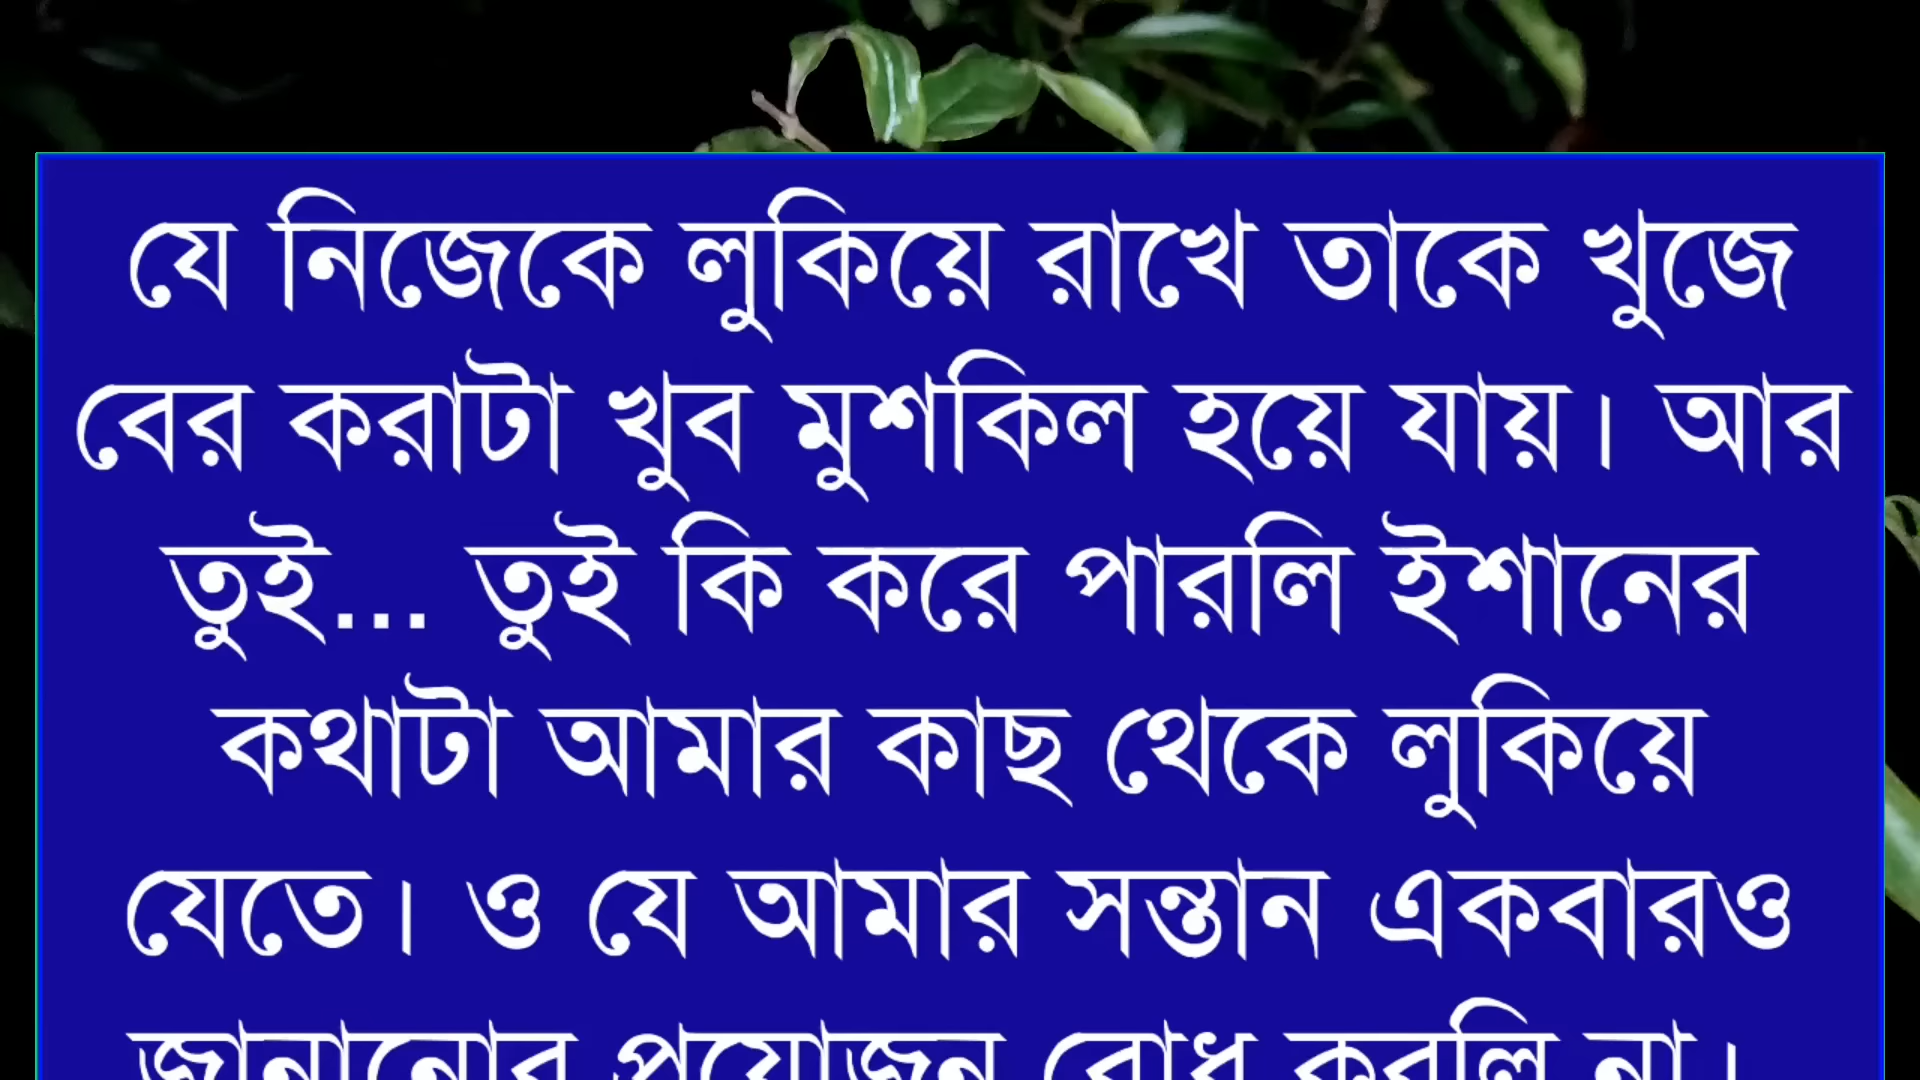 যে নিজেকে লুকিয়ে রাখে তাকে খুজে
বের করাটা খুব মুশকিল হয়ে যায়। আর
তুই... তুই কি করে পারলি ইশানের
কথাটা আমার কাছ থেকে লুকিয়ে
যেতে। ও যে আমার সন্তান একবারও
জানানোর প্রয়োজন বোধ করলি না।